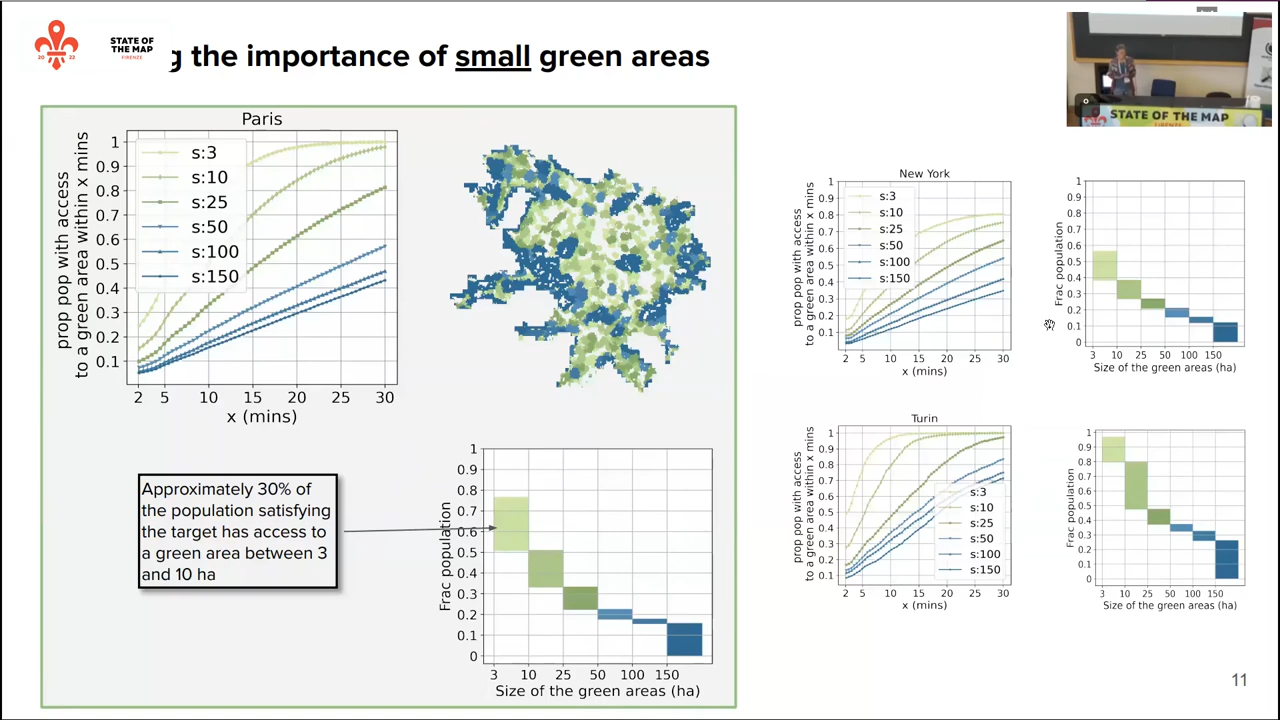 20 22
STATE OF
THE MAP
FIRENZE
g the importance of small green areas
STATE OF THE MAP
FIRENZE
Paris
prop pop with access
to a green area within x mins
1
0.9
0.8
0.7
0.6
0.5
0.4
0.3
0.2
0.1
s:3
s:10
s:25
s:50
s:100
s:150
2 5 10 15 20 25 30
x (mins)
Approximately 30% of
the population satisfying
the target has access to
a green area between 3
and 10 ha
Frac population
1
0.9
0.8
0.7
0.6
0.5
0.4
0.3
0.2
0.1
0
3 10 25 50 100 150
Size of the green areas (ha)
New York
prop pop with access
to a green area within x mins
1
0.9
0.8
0.7
0.6
0.5
0.4
0.3
0.2
0.1
s:3
s:10
s:25
s:50
s:100
s:150
2 5 10 15 20 25 30
x (mins)
Frac population
1
0.9
0.8
0.7
0.6
0.5
0.4
0.3
0.2
0.1
0
3 10 25 50 100 150
Size of the green areas (ha)
Turin
prop pop with access
to a green area within x mins
1
0.9
0.8
0.7
0.6
0.5
0.4
0.3
0.2
0.1
s:3
s:10
s:25
s:50
s:100
s:150
2 5 10 15 20 25 30
x (mins)
Frac population
1
0.9
0.8
0.7
0.6
0.5
0.4
0.3
0.2
0.1
0
3 10 25 50 100 150
Size of the green areas (ha)
11